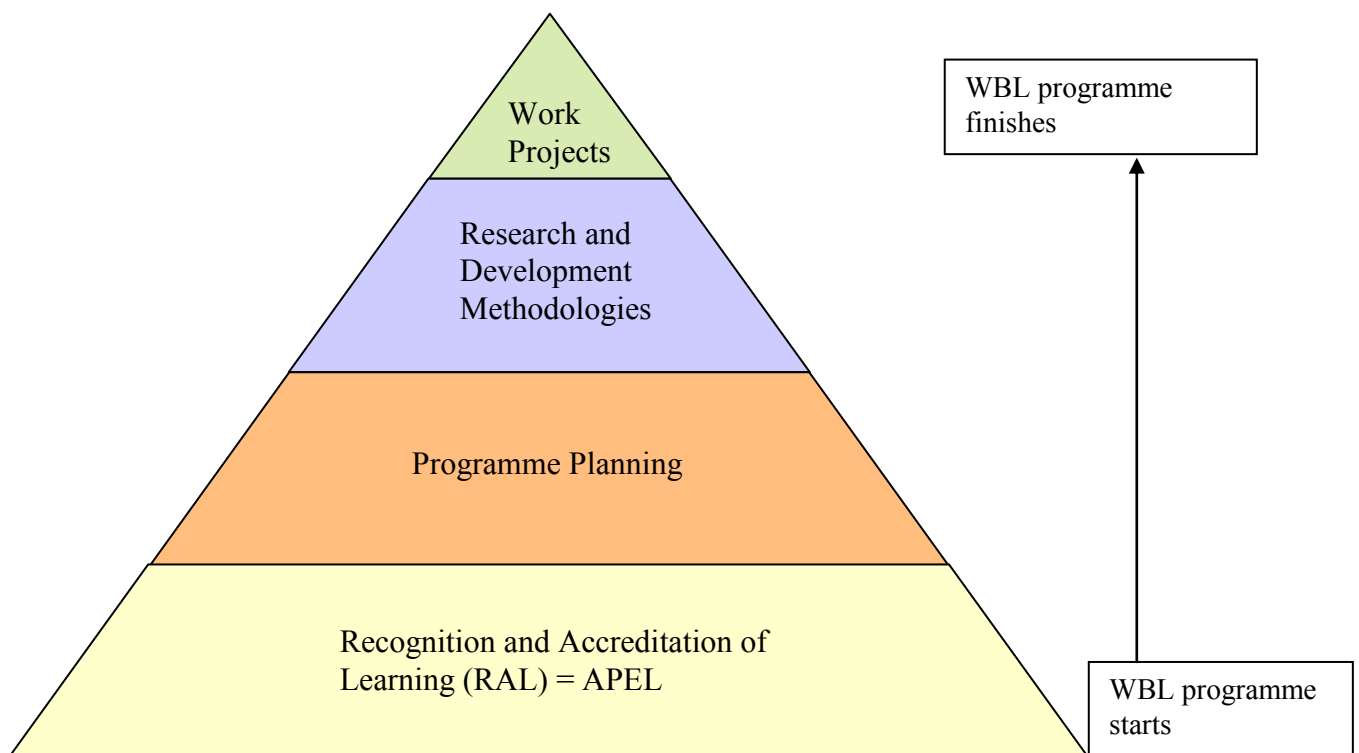 Work
Projects
WBL programme
finishes
Research and
Development
Methodologies
Programme Planning
Recognition and Accreditation of
Learning (RAL) = APEL
WBL programme
starts